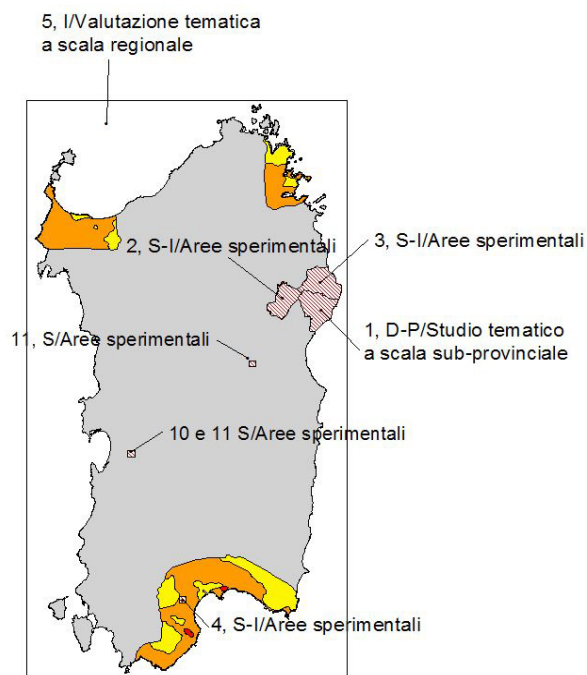 5, I/Valutazione tematica
a scala regionale
2, S-I/Aree sperimentali
3, S-I/Aree sperimentali
1, D-P/Studio tematico
a scala sub-provinciale
11, S/Aree sperimentali
10 e 11 S/Aree sperimentali
4, S-I/Aree sperimentali